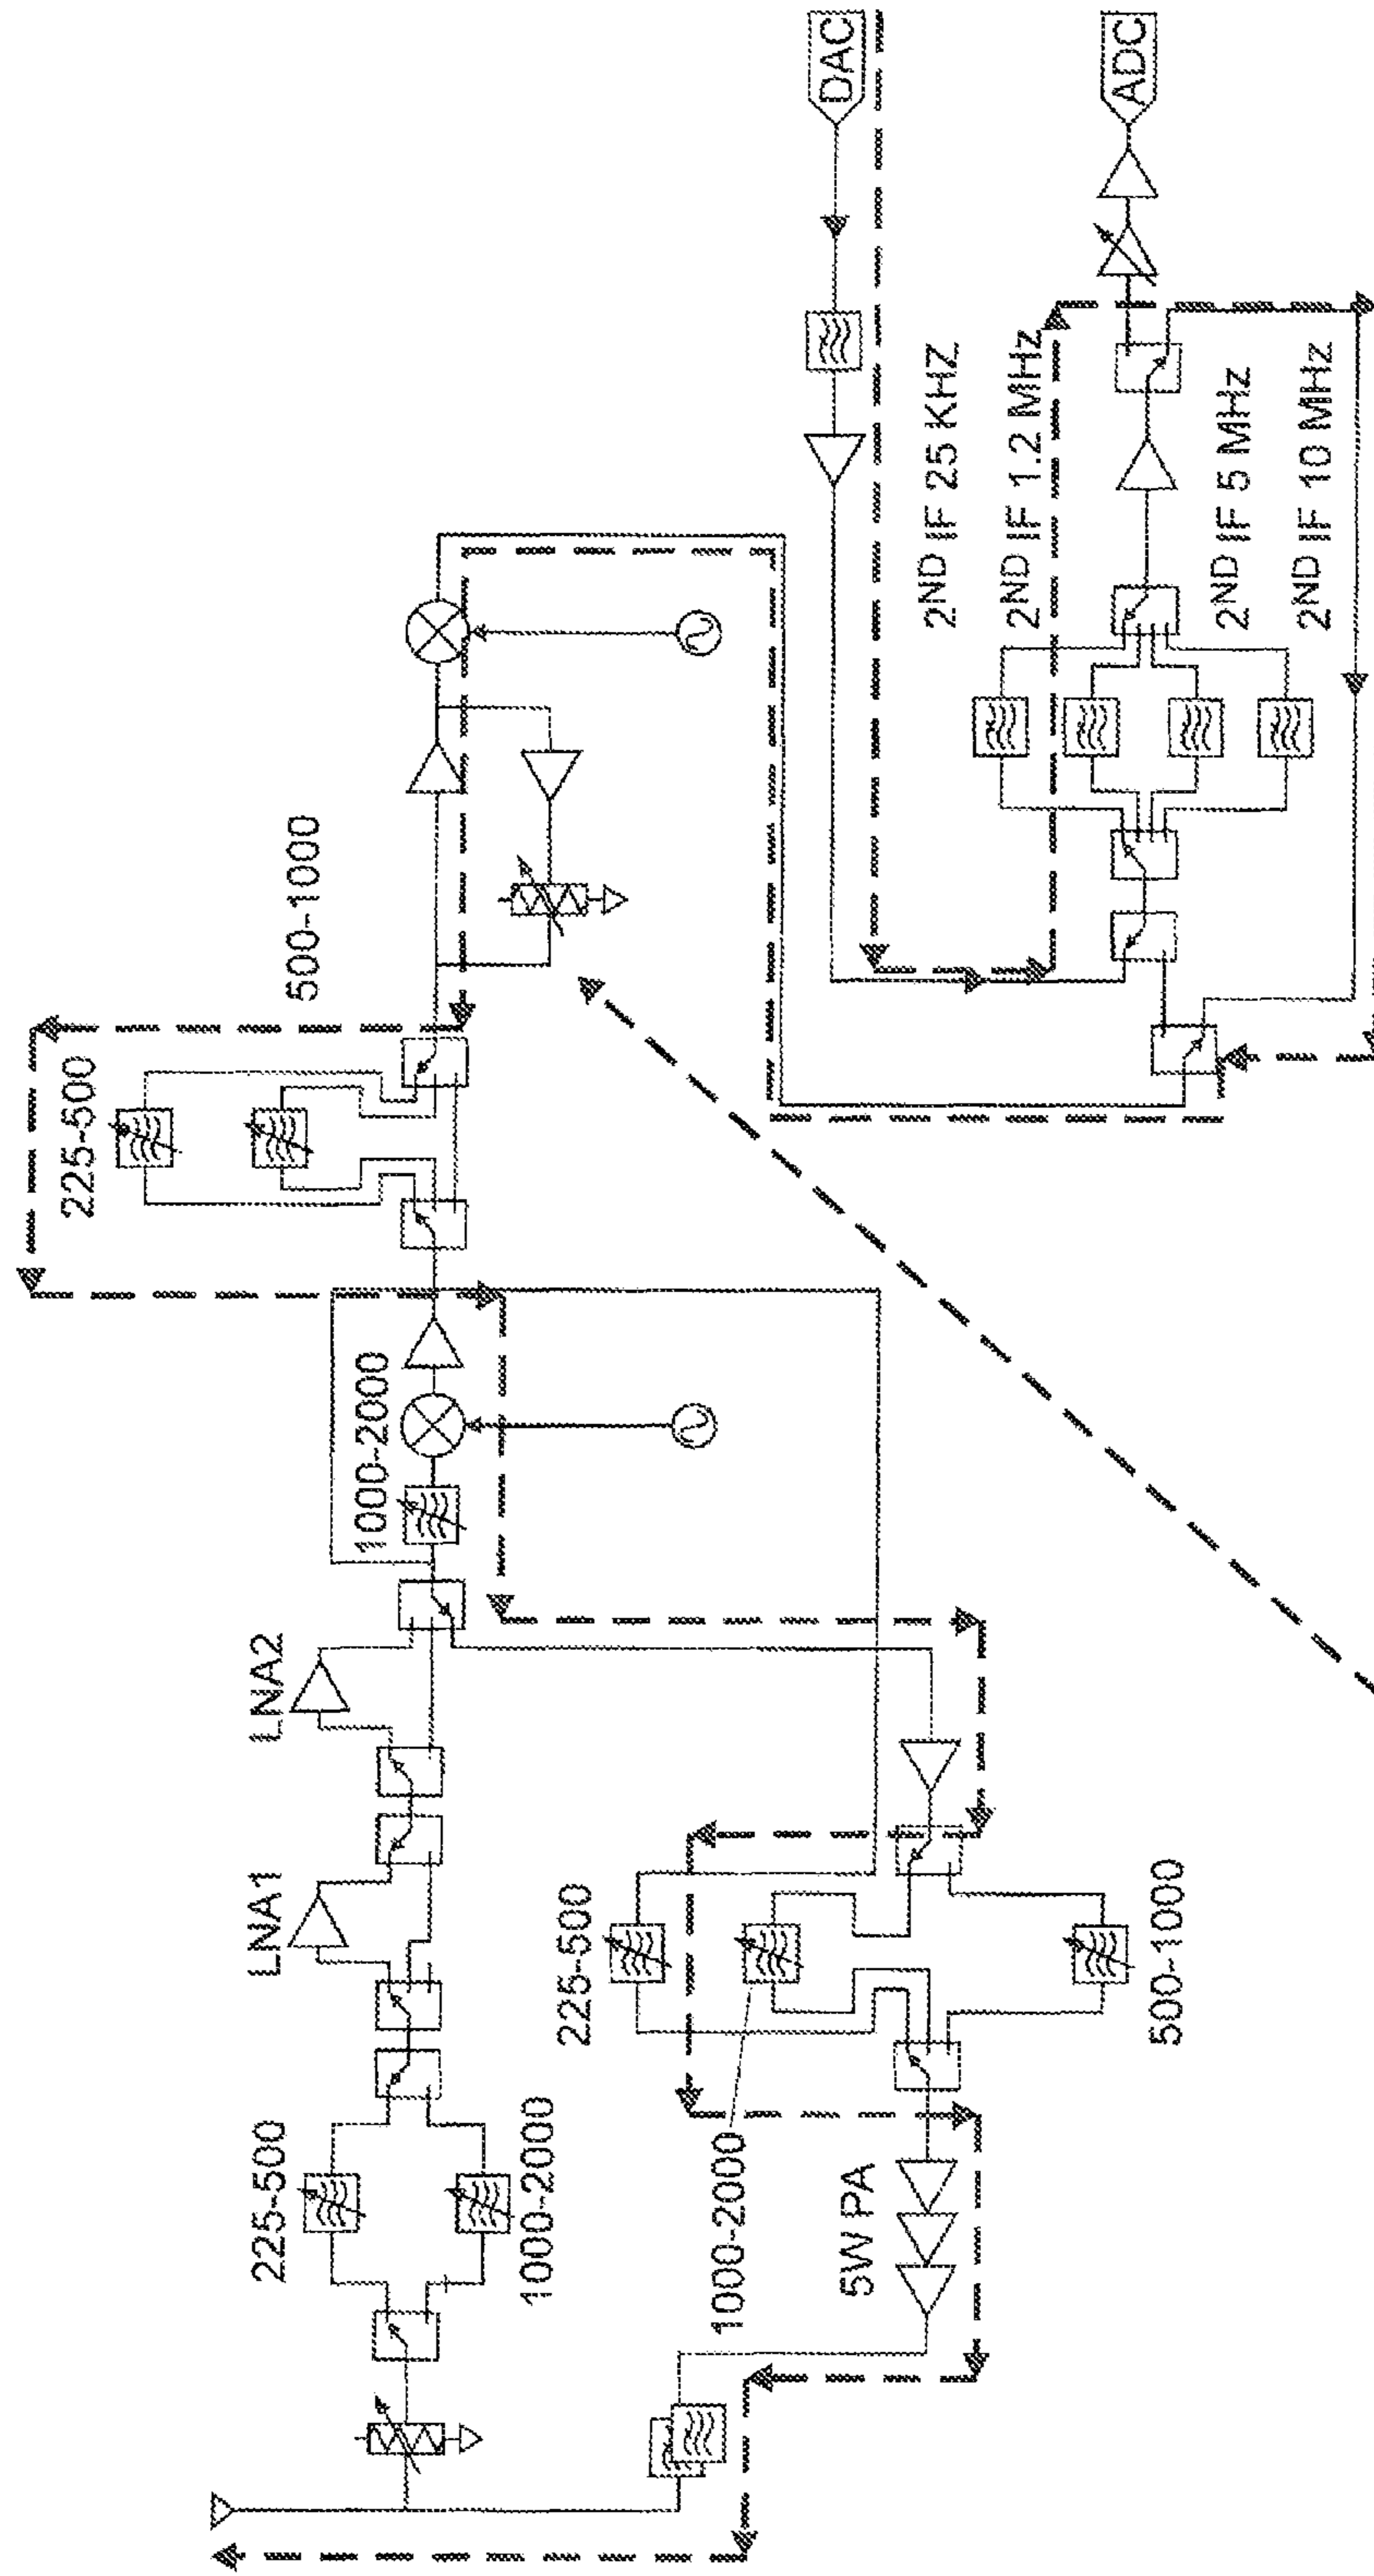 225-500
1000-2000
LNA1
LNA2
1000-2000
225-500
500-1000
225-500
1000-2000
500-1000
5W PA
DAC
ADC
2ND IF 25 KHZ
2ND IF 1.2 MHz
2ND IF 5 MHz
2ND IF 10 MHz